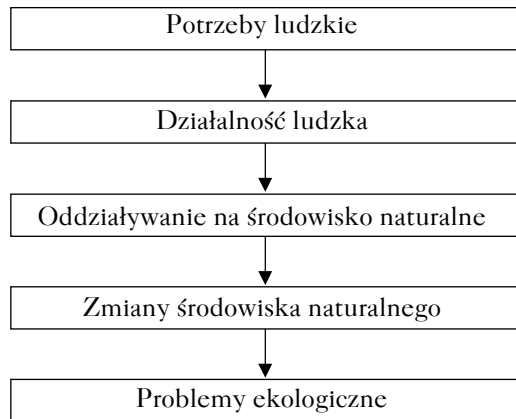 Potrzeby ludzkie
Działalność ludzka
Oddziaływanie na środowisko naturalne
Zmiany środowiska naturalnego
Problemy ekologiczne